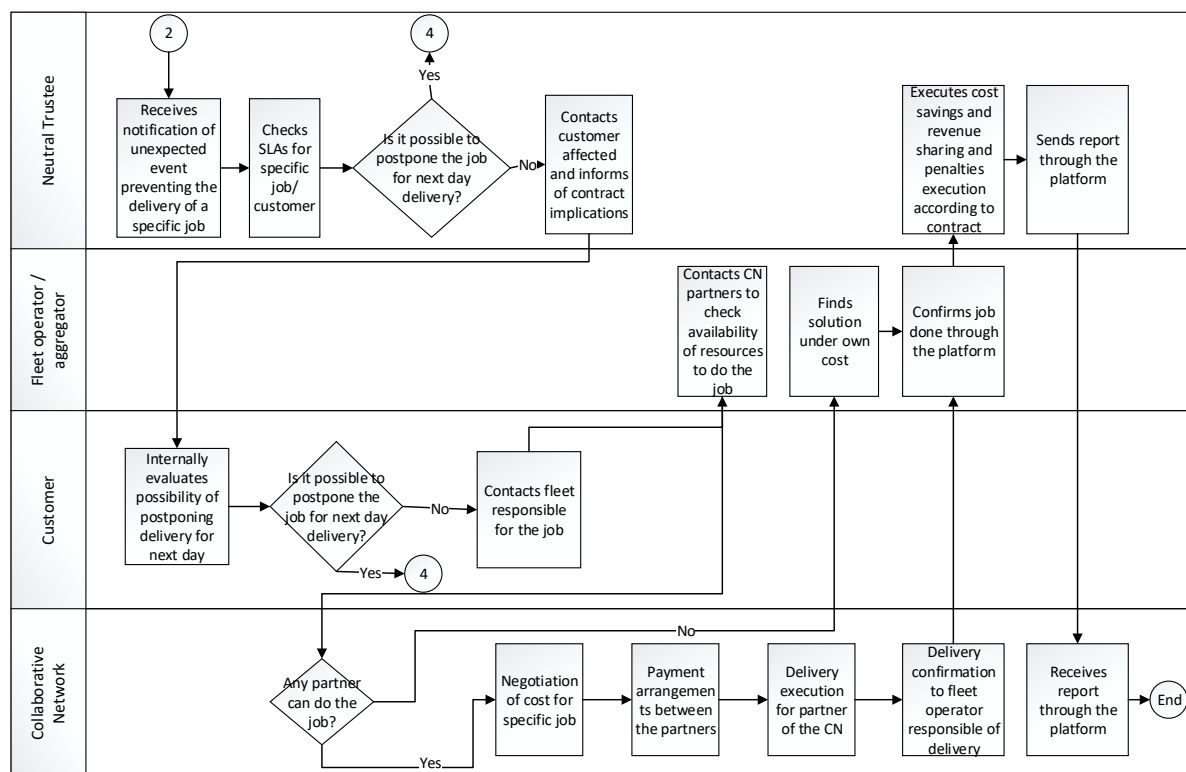 Neutral Trustee
2
4
Yes
Receives
notification of
unexpected
event
preventing the
delivery of a
specific job
Checks
SLAs for
specific
job/
customer
Is it possible to
postpone the job
for next day
delivery?
No
Contacts
customer
affected and
informs of
contract
implications
Executes cost
savings and
revenue
sharing and
penalties
execution
according to
contract
Sends report
through the
platform
Fleet operator /
aggregator
Contacts CN
partners to
check
availability
of resources
to do the
job
Finds
solution
under own
cost
Confirms job
done through
the platform
Customer
Internally
evaluates
possibility of
postponing
delivery for
next day
Is it possible to
postpone the
job for next day
delivery?
No
Yes
4
Contacts fleet
responsible
for the job
Collaborative
Network
Any partner
can do the
job?
No
Yes
Negotiation of
cost for
specific job
Payment
arrangeme
nts between
the partners
Delivery
execution
for partner
of the CN
Delivery
confirmation
to fleet
operator
responsible of
delivery
Receives
report
through the
platform
End